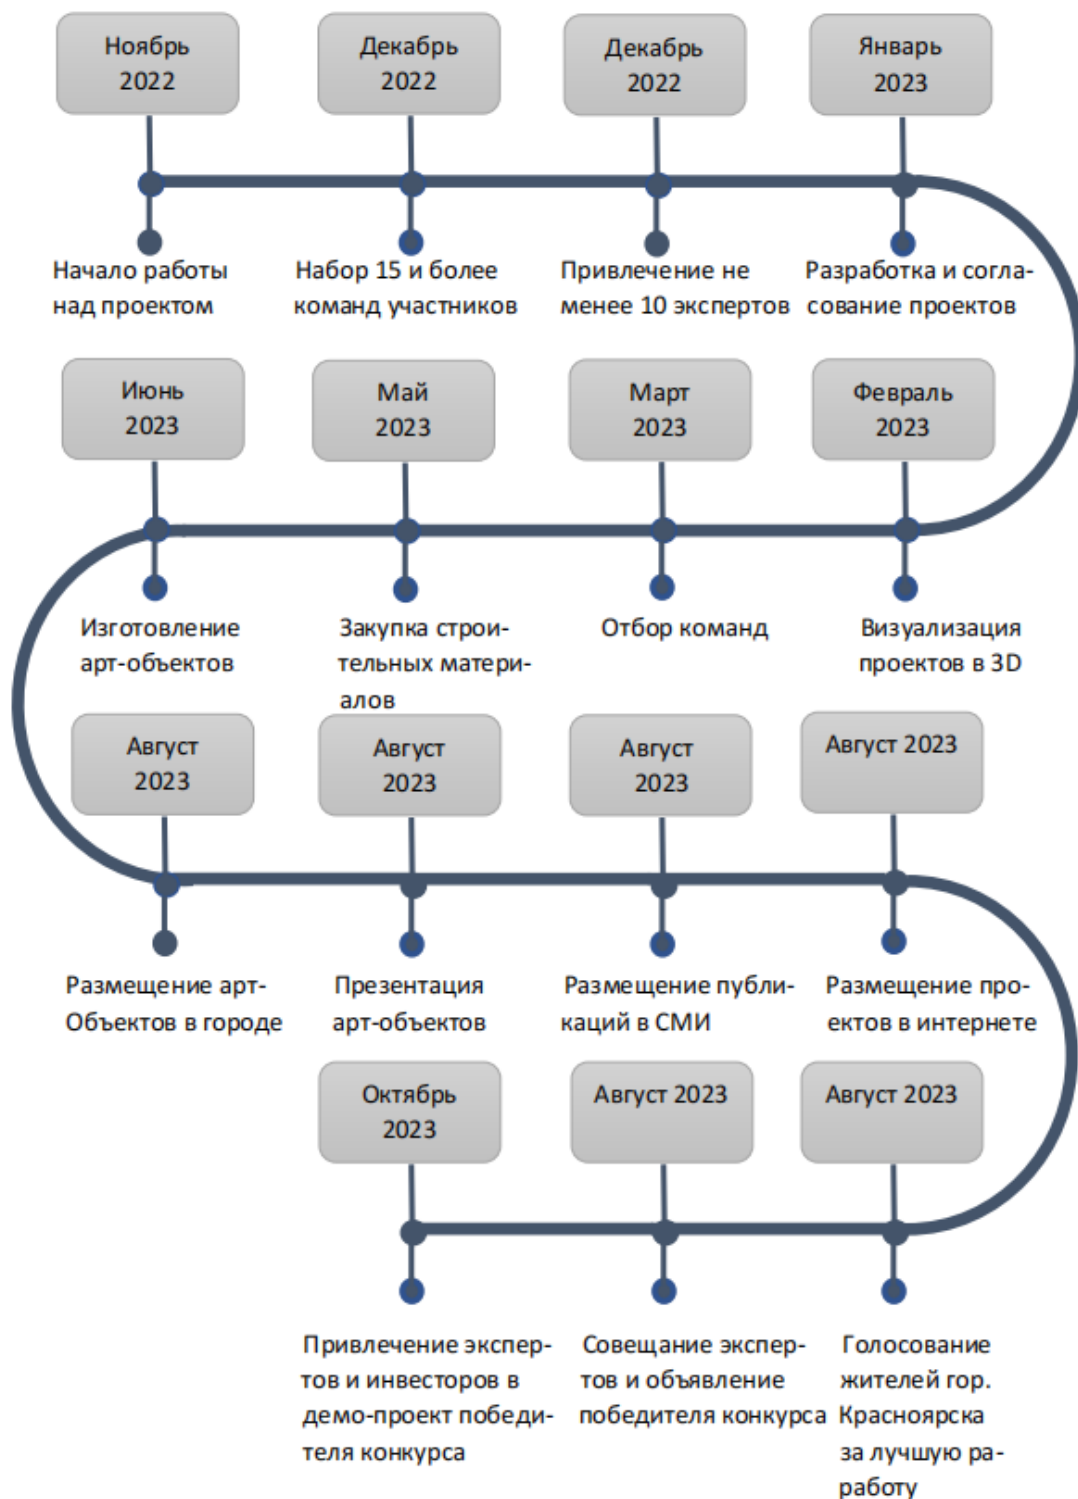 Ноябрь
2022
Декабрь
2022
Декабрь
2022
Январь
2023
Начало работы
над проектом
Набор 15 и более
команд участников
Привлечение не
менее 10 экспертов
Разработка и согла-
сование проектов
Июнь
2023
Май
2023
Март
2023
Февраль
2023
Изготовление
арт-объектов
Закупка строи-
тельных матери-
алов
Отбор команд
Визуализация
проектов в 3D
Август
2023
Август
2023
Август
2023
Август 2023
Размещение арт-
Объектов в городе
Презентация
арт-объектов
Размещение публи-
каций в СМИ
Размещение про-
ектов в интернете
Октябрь
2023
Август 2023
Август 2023
Привлечение экспер-
тов и инвесторов в
демо-проект победи-
теля конкурса
Совещание экспер-
тов и объявление
победителя конкурса
Голосование
жителей гор.
Красноярска
за лучшую ра-
работу